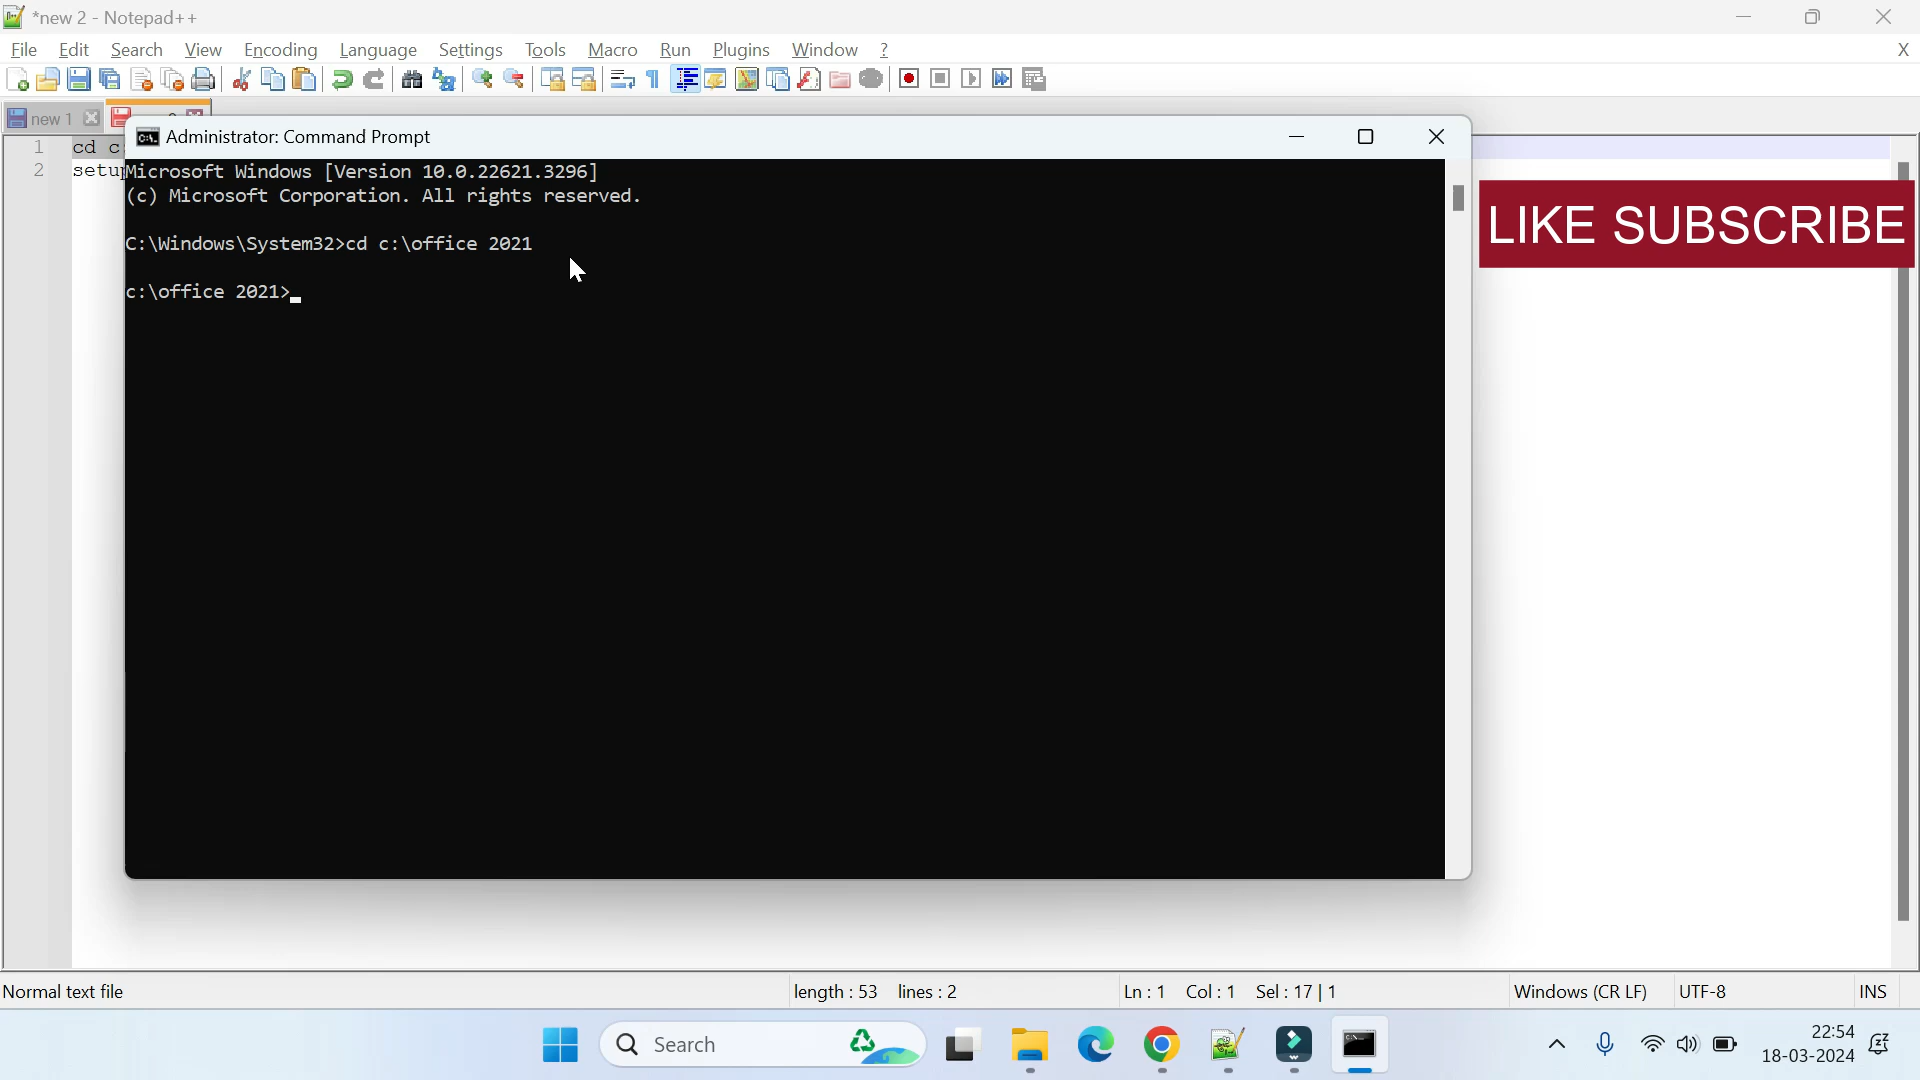 *new 2 - Notepad++
File Edit Search View Encoding Language Settings Tools Macro Run Plugins Window ? X
new 1
Administrator: Command Prompt
1 cd c
2 setup
Microsoft Windows [Version 10.0.22621.3296]
(c) Microsoft Corporation. All rights reserved.
C:\Windows\System32>cd c:\office 2021
c:\office 2021>
LIKE SUBSCRIBE
Normal text file length : 53 lines : 2 Ln : 1 Col : 1 Sel : 17 | 1 Windows (CR LF) UTF-8 INS
Search
22:54
18-03-2024